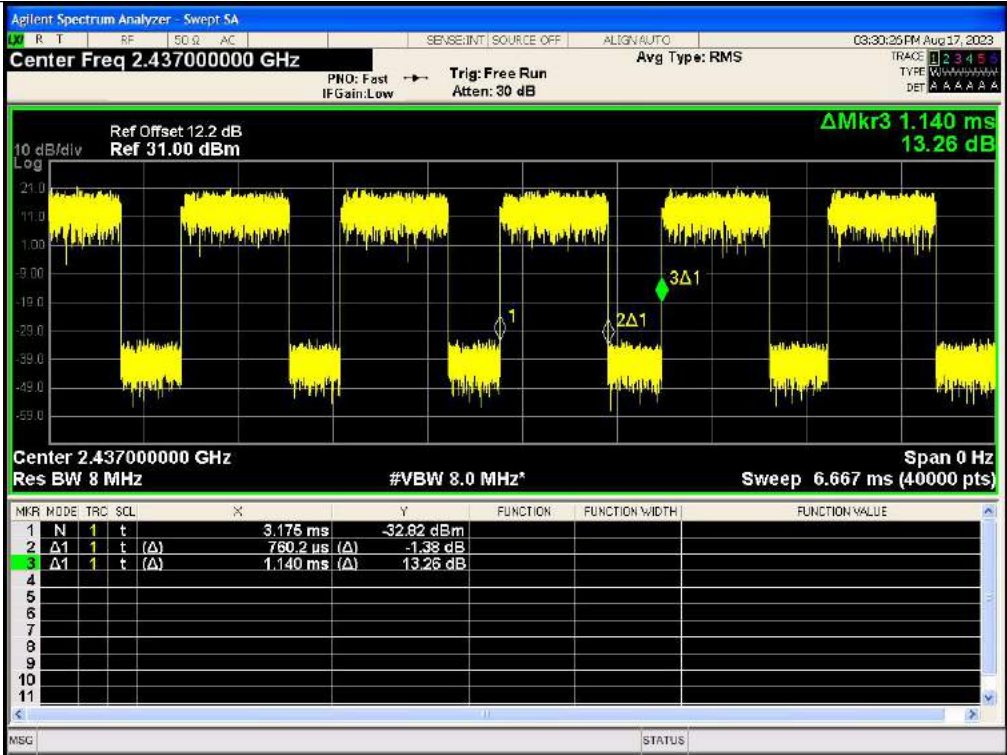 Agilent Spectrum Analyzer - Swept SA
LXI R T RF 50 Ω AC SENSE:INT SOURCE OFF ALIGN AUTO 03:30:26 PM Aug 17, 2023
Center Freq 2.437000000 GHz
PNO: Fast
IFGain:Low
Trig: Free Run
Atten: 30 dB
Avg Type: RMS
TRACE 1 2 3 4 5 6
TYPE
DET A A A A A A
ΔMkr3 1.140 ms
13.26 dB
Ref Offset 12.2 dB
10 dB/div Ref 31.00 dBm
Log
21.0
11.0
1.00
-9.00
-19.0
-29.0
-39.0
-49.0
-59.0
1
2Δ1
3Δ1
Center 2.437000000 GHz Span 0 Hz
Res BW 8 MHz #VBW 8.0 MHz* Sweep 6.667 ms (40000 pts)
MKR MODE TRC SCL X Y FUNCTION FUNCTION WIDTH FUNCTION VALUE
1 N 1 t 3.175 ms -32.82 dBm
2 Δ1 1 t (Δ) 760.2 µs (Δ) -1.38 dB
3 Δ1 1 t (Δ) 1.140 ms (Δ) 13.26 dB
4
5
6
7
8
9
10
11
MSG STATUS